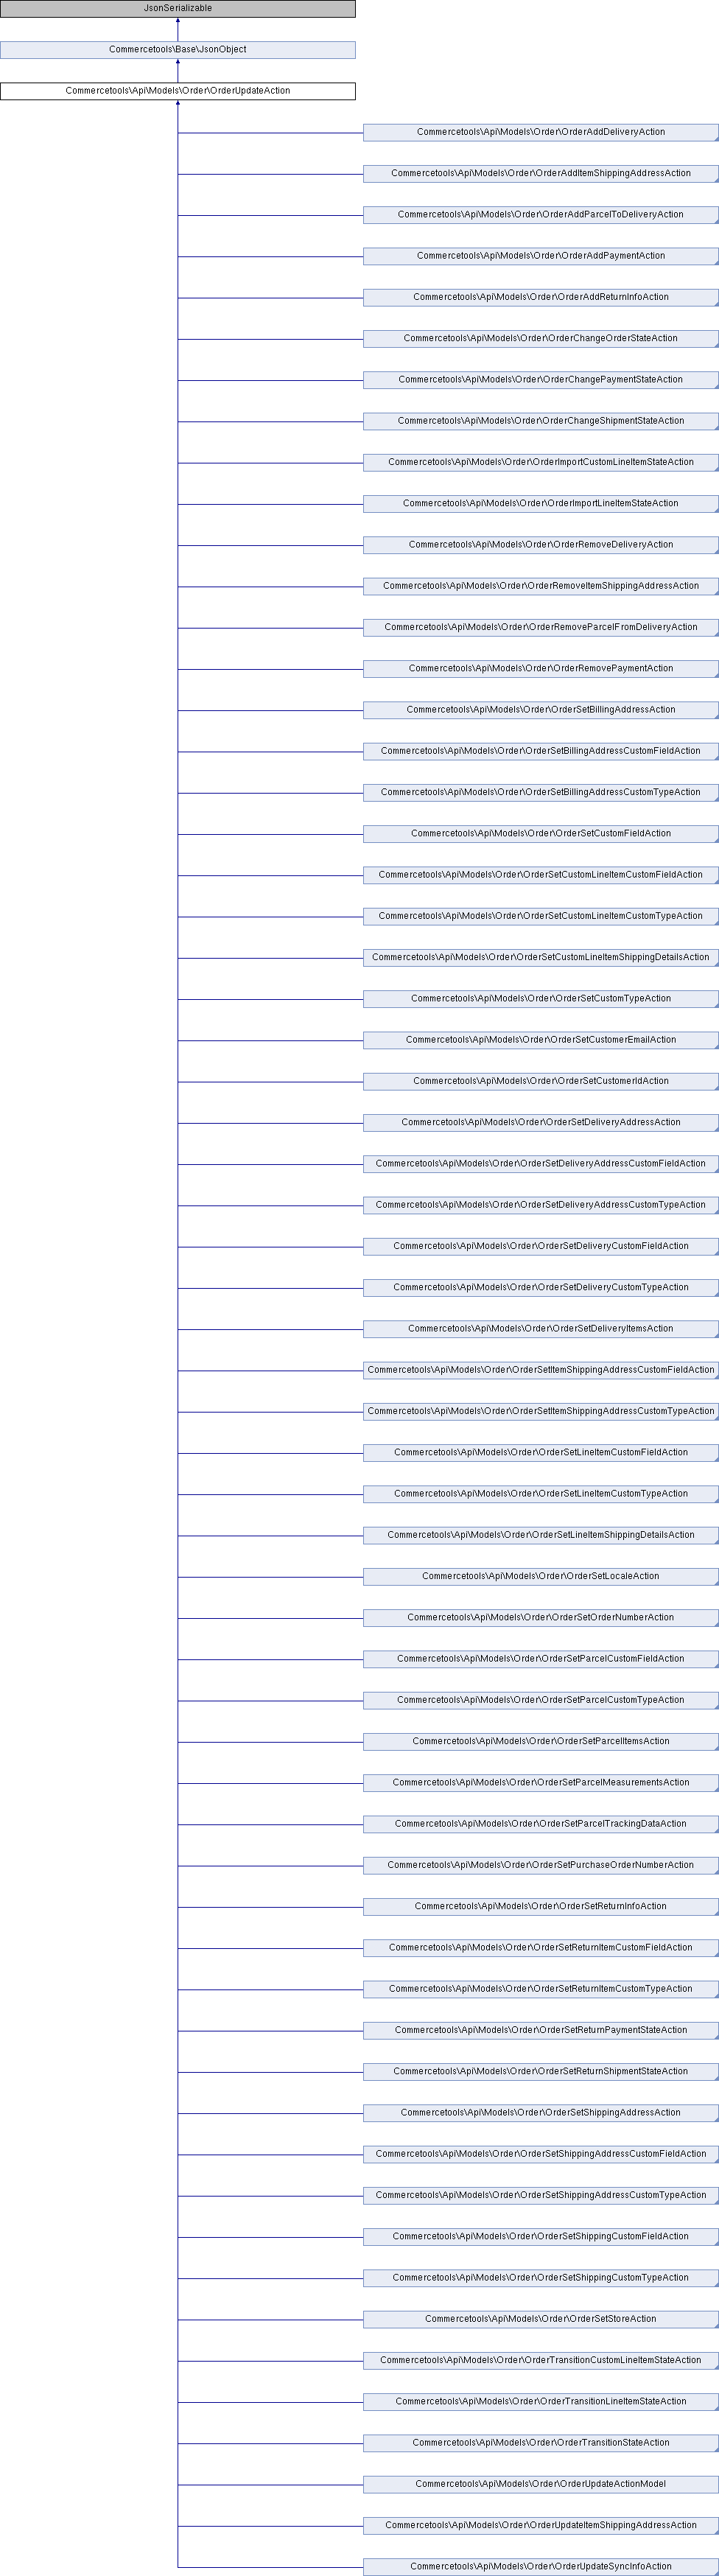 JsonSerializable
Commercetools\Base\JsonObject
Commercetools\Api\Models\Order\OrderUpdateAction
Commercetools\Api\Models\Order\OrderAddDeliveryAction
Commercetools\Api\Models\Order\OrderAddItemShippingAddressAction
Commercetools\Api\Models\Order\OrderAddParcelToDeliveryAction
Commercetools\Api\Models\Order\OrderAddPaymentAction
Commercetools\Api\Models\Order\OrderAddReturnInfoAction
Commercetools\Api\Models\Order\OrderChangeOrderStateAction
Commercetools\Api\Models\Order\OrderChangePaymentStateAction
Commercetools\Api\Models\Order\OrderChangeShipmentStateAction
Commercetools\Api\Models\Order\OrderImportCustomLineItemStateAction
Commercetools\Api\Models\Order\OrderImportLineItemStateAction
Commercetools\Api\Models\Order\OrderRemoveDeliveryAction
Commercetools\Api\Models\Order\OrderRemoveItemShippingAddressAction
Commercetools\Api\Models\Order\OrderRemoveParcelFromDeliveryAction
Commercetools\Api\Models\Order\OrderRemovePaymentAction
Commercetools\Api\Models\Order\OrderSetBillingAddressAction
Commercetools\Api\Models\Order\OrderSetBillingAddressCustomFieldAction
Commercetools\Api\Models\Order\OrderSetBillingAddressCustomTypeAction
Commercetools\Api\Models\Order\OrderSetCustomFieldAction
Commercetools\Api\Models\Order\OrderSetCustomLineItemCustomFieldAction
Commercetools\Api\Models\Order\OrderSetCustomLineItemCustomTypeAction
Commercetools\Api\Models\Order\OrderSetCustomLineItemShippingDetailsAction
Commercetools\Api\Models\Order\OrderSetCustomTypeAction
Commercetools\Api\Models\Order\OrderSetCustomerEmailAction
Commercetools\Api\Models\Order\OrderSetCustomerIdAction
Commercetools\Api\Models\Order\OrderSetDeliveryAddressAction
Commercetools\Api\Models\Order\OrderSetDeliveryAddressCustomFieldAction
Commercetools\Api\Models\Order\OrderSetDeliveryAddressCustomTypeAction
Commercetools\Api\Models\Order\OrderSetDeliveryCustomFieldAction
Commercetools\Api\Models\Order\OrderSetDeliveryCustomTypeAction
Commercetools\Api\Models\Order\OrderSetDeliveryItemsAction
Commercetools\Api\Models\Order\OrderSetItemShippingAddressCustomFieldAction
Commercetools\Api\Models\Order\OrderSetItemShippingAddressCustomTypeAction
Commercetools\Api\Models\Order\OrderSetLineItemCustomFieldAction
Commercetools\Api\Models\Order\OrderSetLineItemCustomTypeAction
Commercetools\Api\Models\Order\OrderSetLineItemShippingDetailsAction
Commercetools\Api\Models\Order\OrderSetLocaleAction
Commercetools\Api\Models\Order\OrderSetOrderNumberAction
Commercetools\Api\Models\Order\OrderSetParcelCustomFieldAction
Commercetools\Api\Models\Order\OrderSetParcelCustomTypeAction
Commercetools\Api\Models\Order\OrderSetParcelItemsAction
Commercetools\Api\Models\Order\OrderSetParcelMeasurementsAction
Commercetools\Api\Models\Order\OrderSetParcelTrackingDataAction
Commercetools\Api\Models\Order\OrderSetPurchaseOrderNumberAction
Commercetools\Api\Models\Order\OrderSetReturnInfoAction
Commercetools\Api\Models\Order\OrderSetReturnItemCustomFieldAction
Commercetools\Api\Models\Order\OrderSetReturnItemCustomTypeAction
Commercetools\Api\Models\Order\OrderSetReturnPaymentStateAction
Commercetools\Api\Models\Order\OrderSetReturnShipmentStateAction
Commercetools\Api\Models\Order\OrderSetShippingAddressAction
Commercetools\Api\Models\Order\OrderSetShippingAddressCustomFieldAction
Commercetools\Api\Models\Order\OrderSetShippingAddressCustomTypeAction
Commercetools\Api\Models\Order\OrderSetShippingCustomFieldAction
Commercetools\Api\Models\Order\OrderSetShippingCustomTypeAction
Commercetools\Api\Models\Order\OrderSetStoreAction
Commercetools\Api\Models\Order\OrderTransitionCustomLineItemStateAction
Commercetools\Api\Models\Order\OrderTransitionLineItemStateAction
Commercetools\Api\Models\Order\OrderTransitionStateAction
Commercetools\Api\Models\Order\OrderUpdateActionModel
Commercetools\Api\Models\Order\OrderUpdateItemShippingAddressAction
Commercetools\Api\Models\Order\OrderUpdateSyncInfoAction